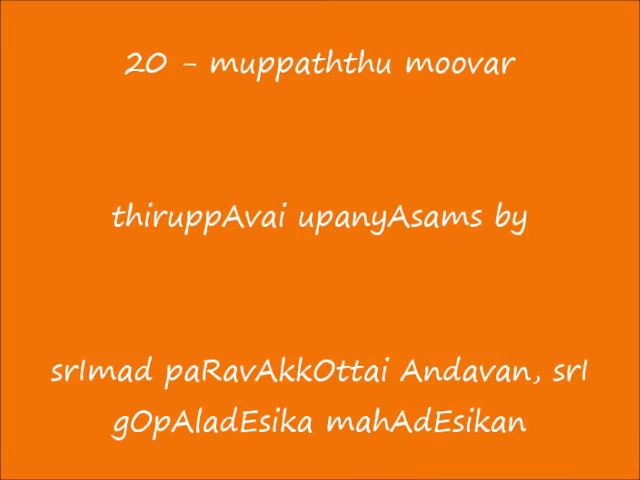 20 - muppaththu moovar
thiruppAvai upanyAsams by
srImad paRavAkkOttai Andavan, srI
gOpAladEsika mahAdEsikan